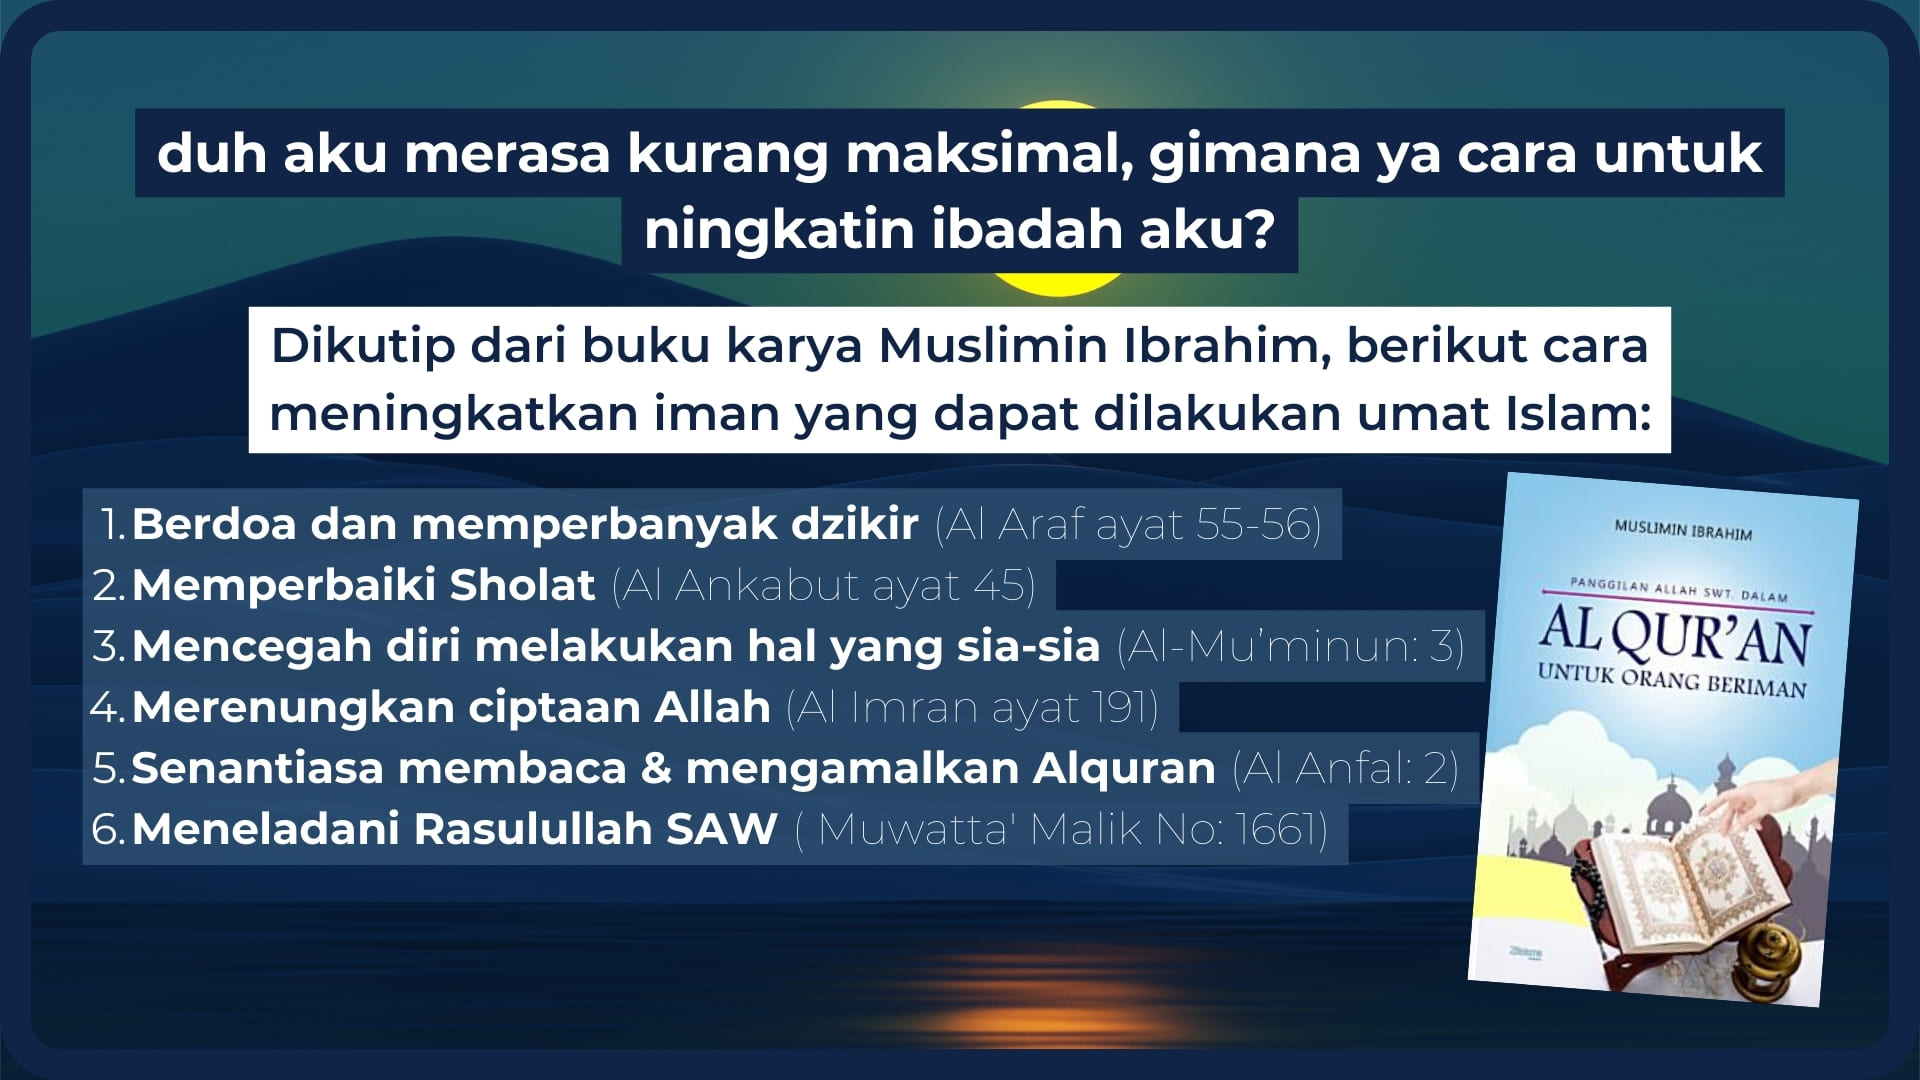 duh aku merasa kurang maksimal, gimana ya cara untuk
ningkatin ibadah aku?
Dikutip dari buku karya Muslimin Ibrahim, berikut cara
meningkatkan iman yang dapat dilakukan umat Islam:
1. Berdoa dan memperbanyak dzikir (Al Araf ayat 55-56)
2. Memperbaiki Sholat (Al Ankabut ayat 45)
3. Mencegah diri melakukan hal yang sia-sia (Al-Mu’minun: 3)
4. Merenungkan ciptaan Allah (Al Imran ayat 191)
5. Senantiasa membaca & mengamalkan Alquran (Al Anfal: 2)
6. Meneladani Rasulullah SAW ( Muwatta' Malik No: 1661)
MUSLIMIN IBRAHIM
PANGGILAN ALLAH SWT. DALAM
AL QUR’AN
UNTUK ORANG BERIMAN